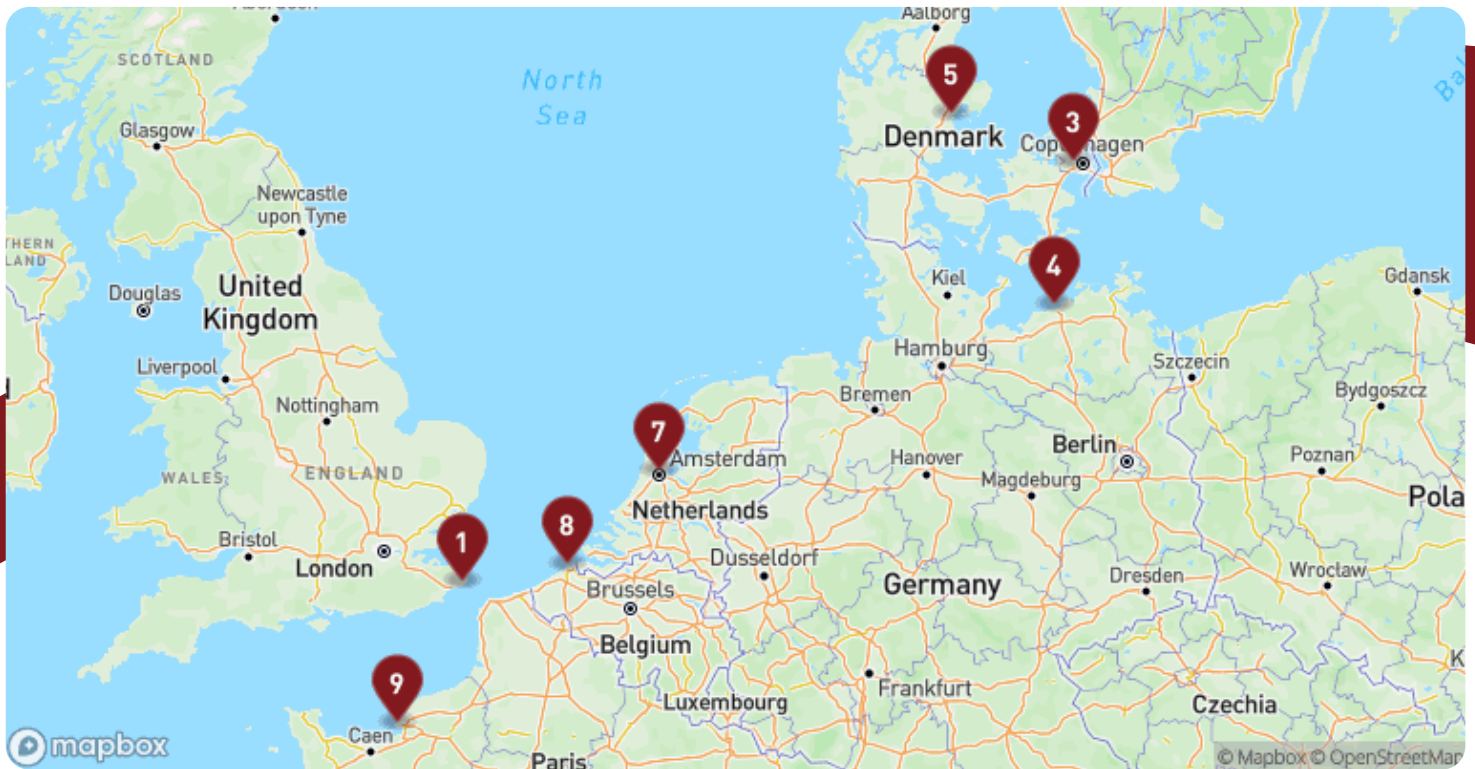 Aalborg
SCOTLAND
North
Sea
5
3
Glasgow
Denmark
Copenhagen
Newcastle
upon Tyne
4
Kiel
Gdansk
Douglas
United
Kingdom
Hamburg
Liverpool
Szczecin
Bremen
Bydgoszcz
Nottingham
7
Amsterdam
Berlin
Hanover
Poznan
WALES
ENGLAND
Magdeburg
Netherlands
Pola
8
1
Bristol
London
Dusseldorf
Germany
Dresden
Wrocław
Brussels
Belgium
9
Frankfurt
Luxembourg
Czechia
Caen
mapbox
Paris
© Mapbox © OpenStreetMap